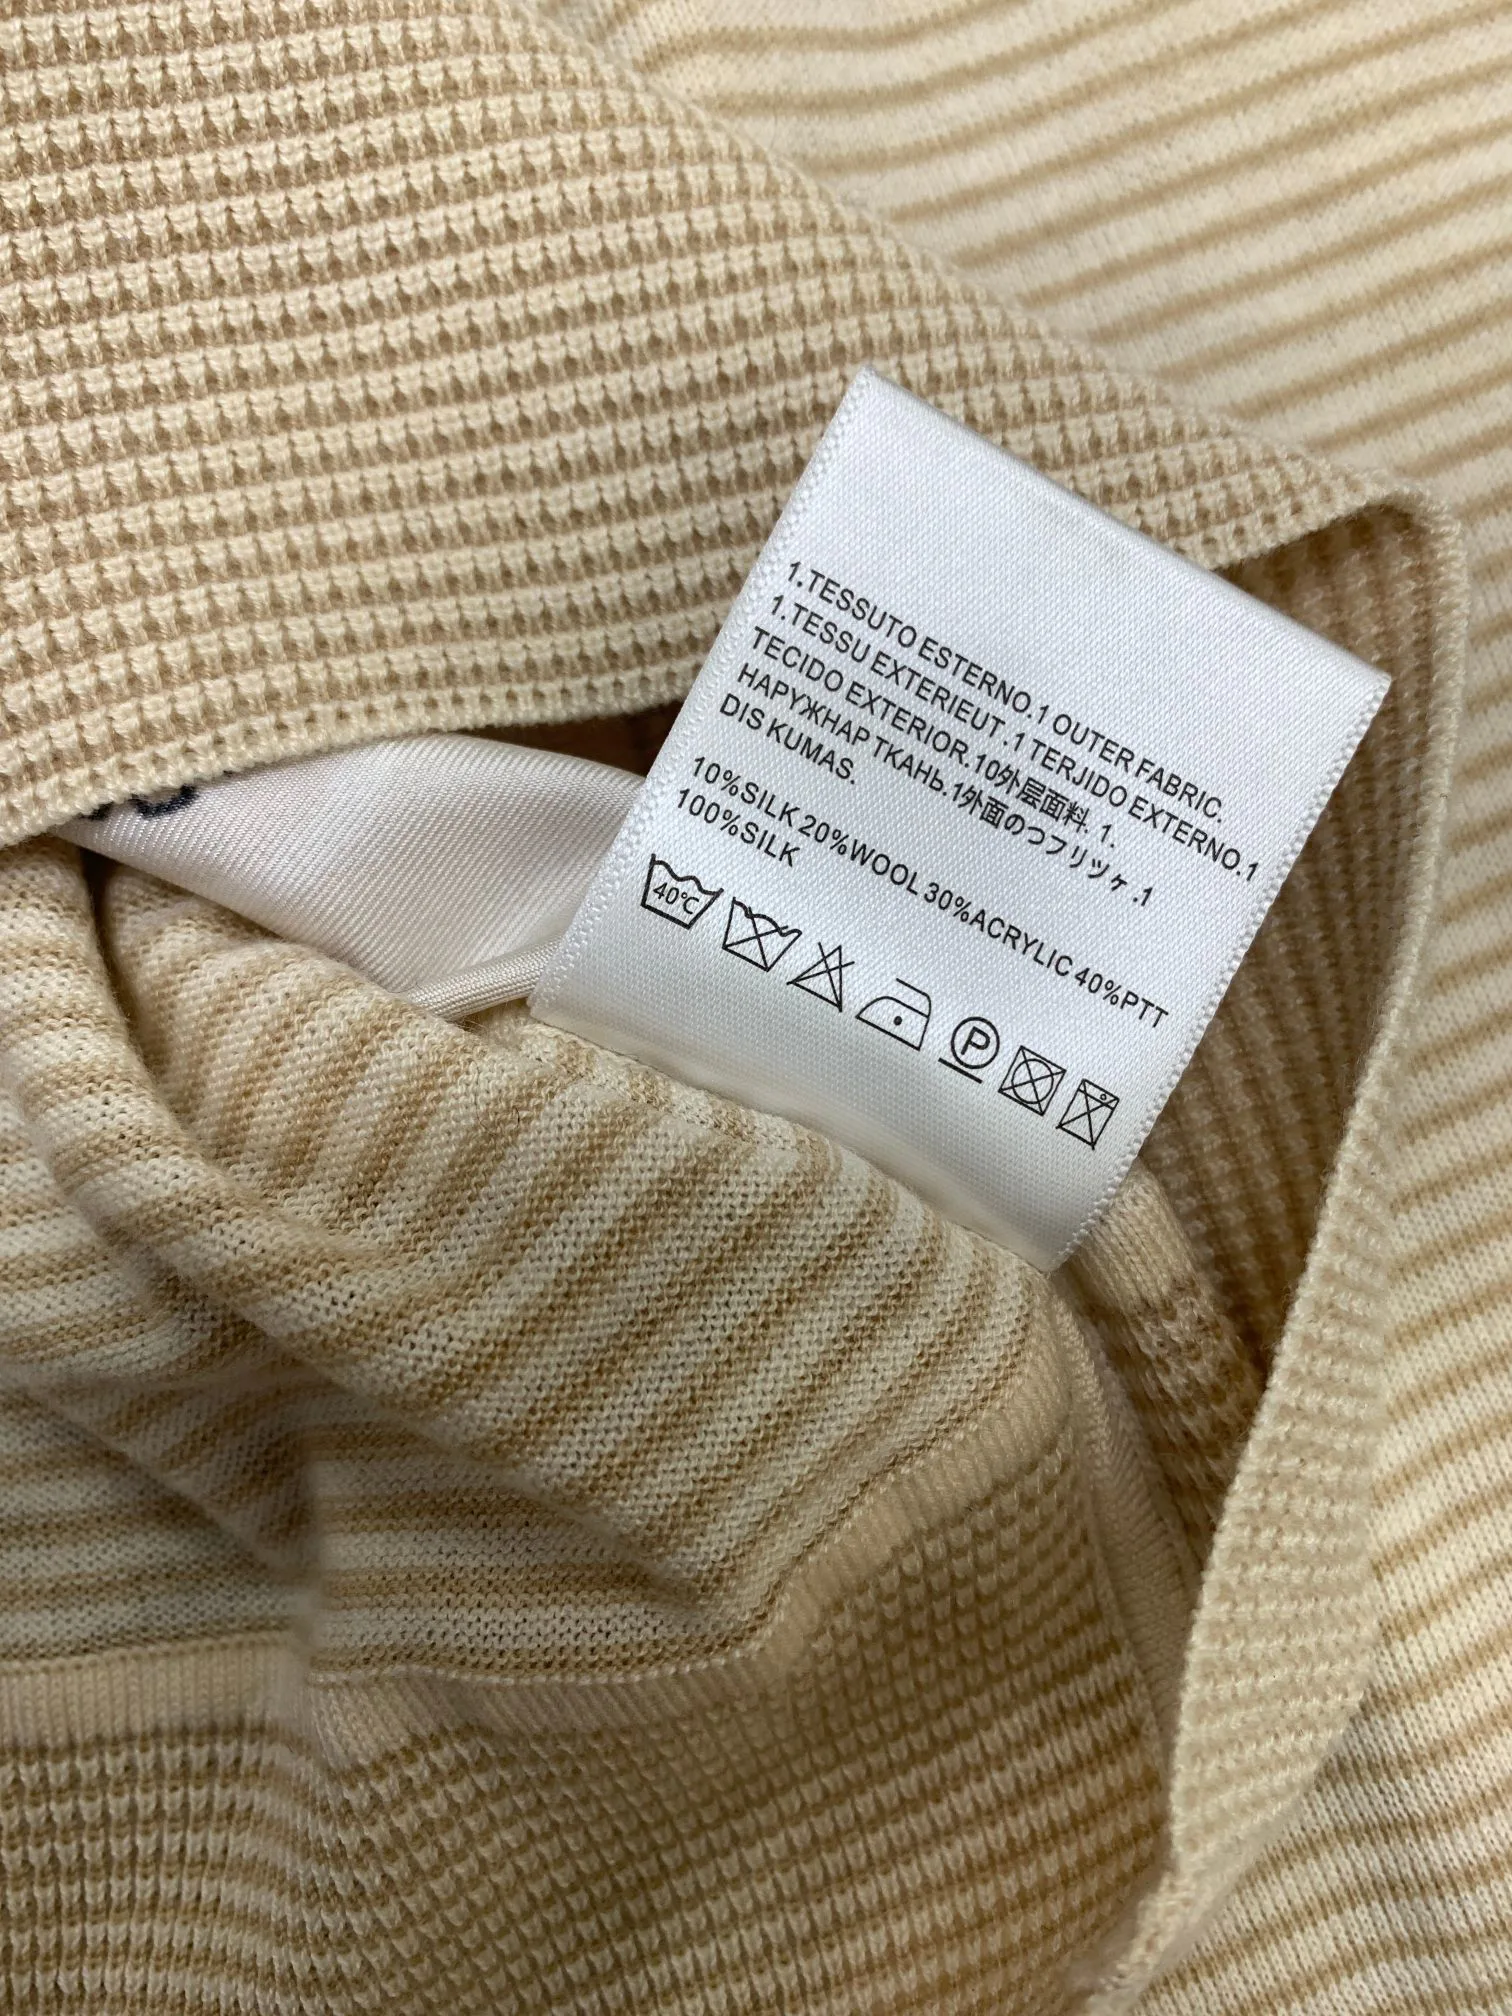 1.TESSUTO ESTERNO.1 OUTER FABRIC.
1.TESSU EXTERIEUT .1 TERJIDO EXTERNO.1
TECIDO EXTERIOR.10外层面料. 1.
НАРУЖНАР ТКАНЬ.1外面のつフリツヶ .1
DIS KUMAS.
10%SILK 20%WOOL 30%ACRYLIC 40%PTT
100%SILK
40℃
P